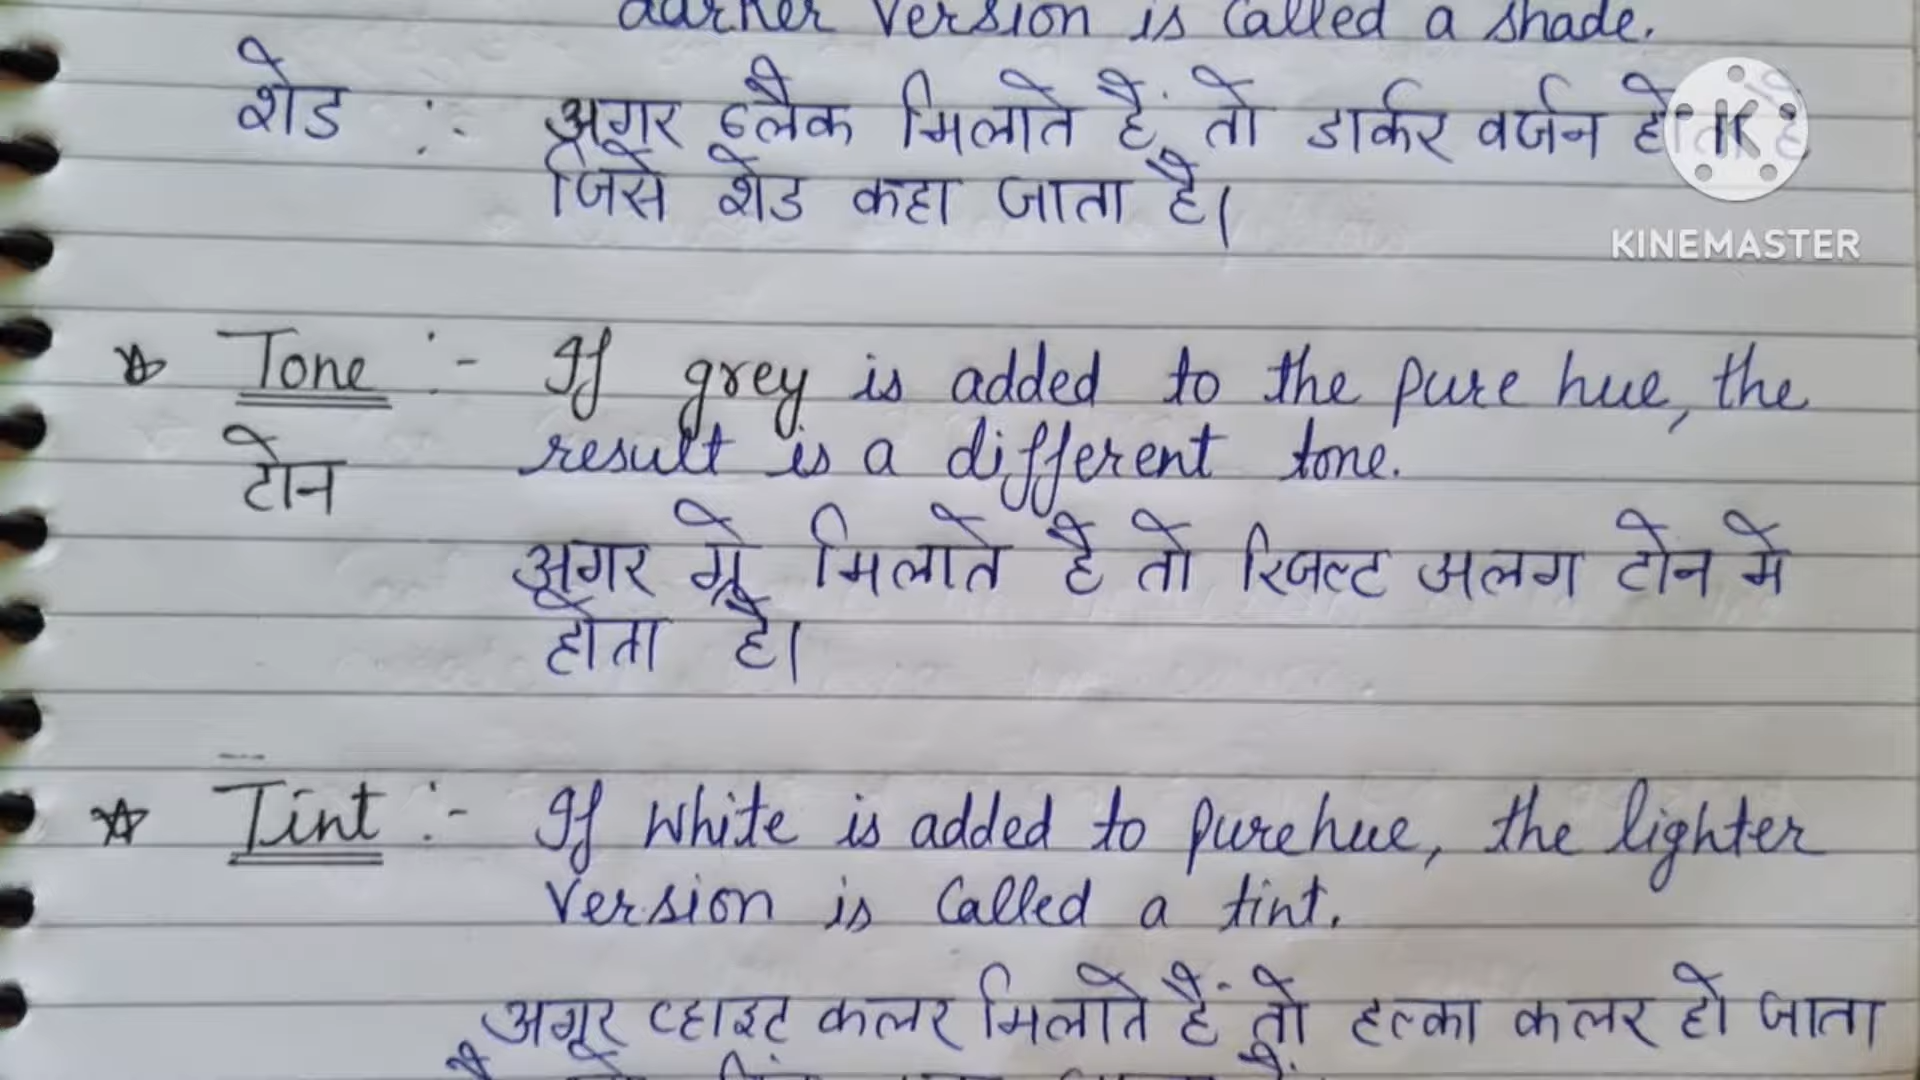 darker version is called a shade.
शेड :- अगर ब्लैक मिलाते हैं तो डार्कर वर्जन होता है
जिसे शेड कहा जाता है।
KINEMASTER
☆ Tone :- If grey is added to the pure hue, the
result is a different tone.
टोन
अगर ग्रे मिलाते है तो रिजल्ट अलग टोन मे
होता है।
☆ Tint :- If white is added to pure hue, the lighter
version is called a tint.
अगर व्हाइट कलर मिलाते हैं तो हल्का कलर हो जाता